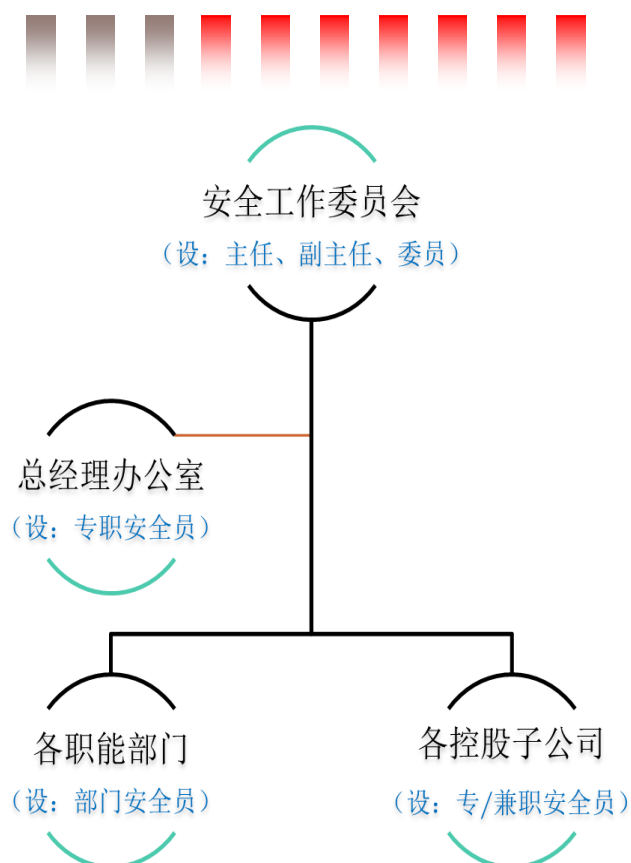 安全工作委员会
（设：主任、副主任、委员）
总经理办公室
（设：专职安全员）
各职能部门
（设：部门安全员）
各控股子公司
（设：专/兼职安全员）